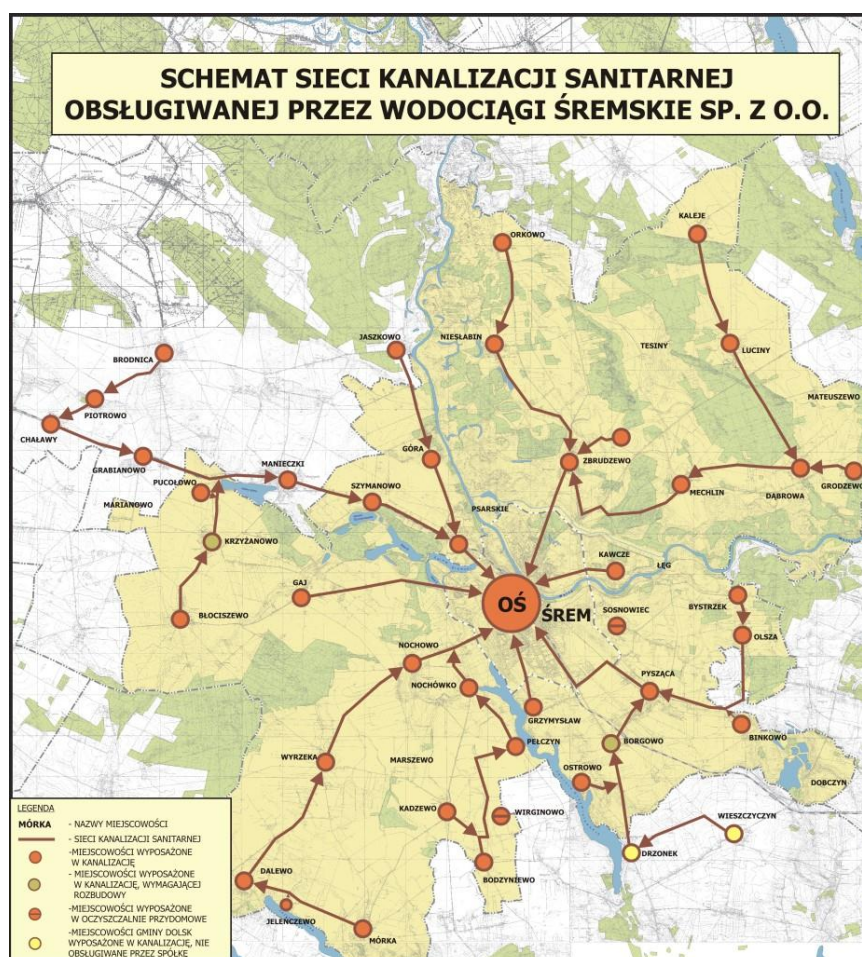 SCHEMAT SIECI KANALIZACJI SANITARNEJ
OBSŁUGIWANEJ PRZEZ WODOCIĄGI ŚREMSKIE SP. Z O.O.
ORKOWO
KALEJE
JASZKOWO
NIESŁABIN
TESINY
LUCINY
BRODNICA
MATEUSZEWO
PIOTROWO
CHAŁAWY
GÓRA
ZBRUDZEWO
GRABIANOWO
MANIECZKI
PUCOŁOWO
SZYMANOWO
MECHLIN
DĄBROWA
GRODZEWO
MARIANOWO
PSARSKIE
KRZYŻANOWO
KAWCZE
ŁĘG
GAJ
BYSTRZEK
OŚ
ŚREM
SOSNOWIEC
BŁOCISZEWO
OLSZA
NOCHOWO
PYSZĄCA
NOCHÓWKO
GRZYMYSŁAW
BINKOWO
PEŁCZYN
BORGOWO
WYRZEKA
MARSZEWO
OSTROWO
DOBCZYN
KADZEWO
WIRGINOWO
WIESZCZYCZYN
DRZONEK
BODZYNIEWO
DALEWO
JELEŃCZEWO
MÓRKA
LEGENDA
MÓRKA - NAZWY MIEJSCOWOŚCI
- SIECI KANALIZACJI SANITARNEJ
-MIEJSCOWOŚCI WYPOSAŻONE
W KANALIZACJĘ
- MIEJSCOWOŚCI WYPOSAŻONE
W KANALIZACJĘ, WYMAGAJĄCEJ
ROZBUDOWY
-MIEJSCOWOŚCI WYPOSAŻONE
W OCZYSZCZALNIE PRZYDOMOWE
-MIEJSCOWOŚCI GMINY DOLSK
WYPOSAŻONE W KANALIZACJĘ, NIE
OBSŁUGIWANE PRZEZ SPÓŁKĘ